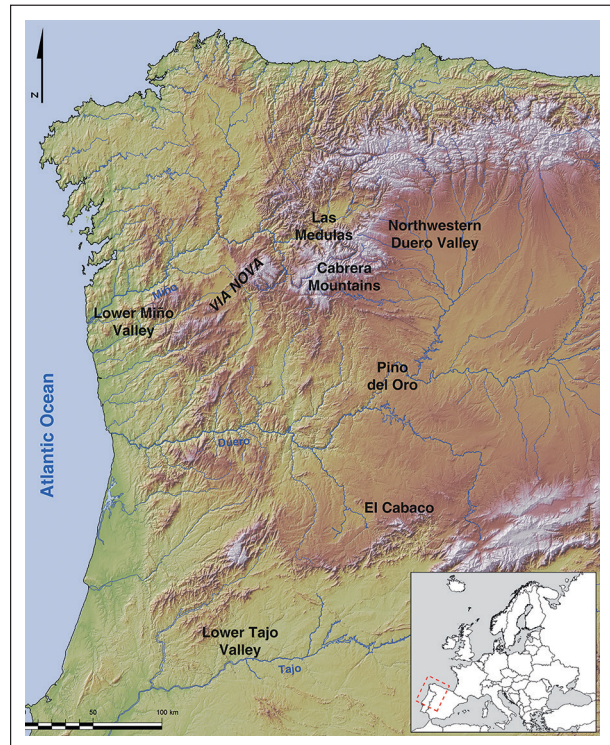 N
Las
Medulas
Northwestern
Duero Valley
Cabrera
Mountains
VIA NOVA
Miño
Lower Miño
Valley
Pino
del Oro
Atlantic Ocean
Duero
El Cabaco
Lower Tajo
Valley
Tajo
50
100 km